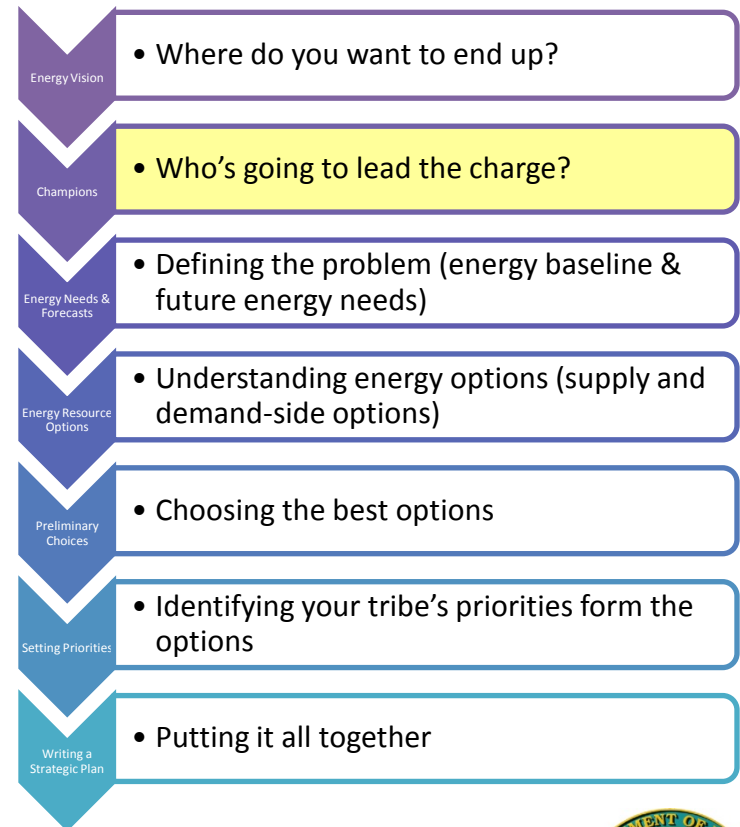 Energy Vision
• Where do you want to end up?
Champions
• Who’s going to lead the charge?
Energy Needs &
Forecasts
• Defining the problem (energy baseline &
future energy needs)
Energy Resource
Options
• Understanding energy options (supply and
demand-side options)
Preliminary
Choices
• Choosing the best options
Setting Priorities
• Identifying your tribe’s priorities form the
options
Writing a
Strategic Plan
• Putting it all together
MENT OF